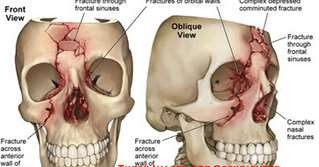 Front
View
Fracture through
frontal sinuses
Fractures of orbital walls
Oblique
View
Complex depressed
comminuted fracture
Fracture
through
frontal
sinuses
Complex
nasal
fractures
Fracture
across
anterior
wall of
Fracture
across
anterior
wall of